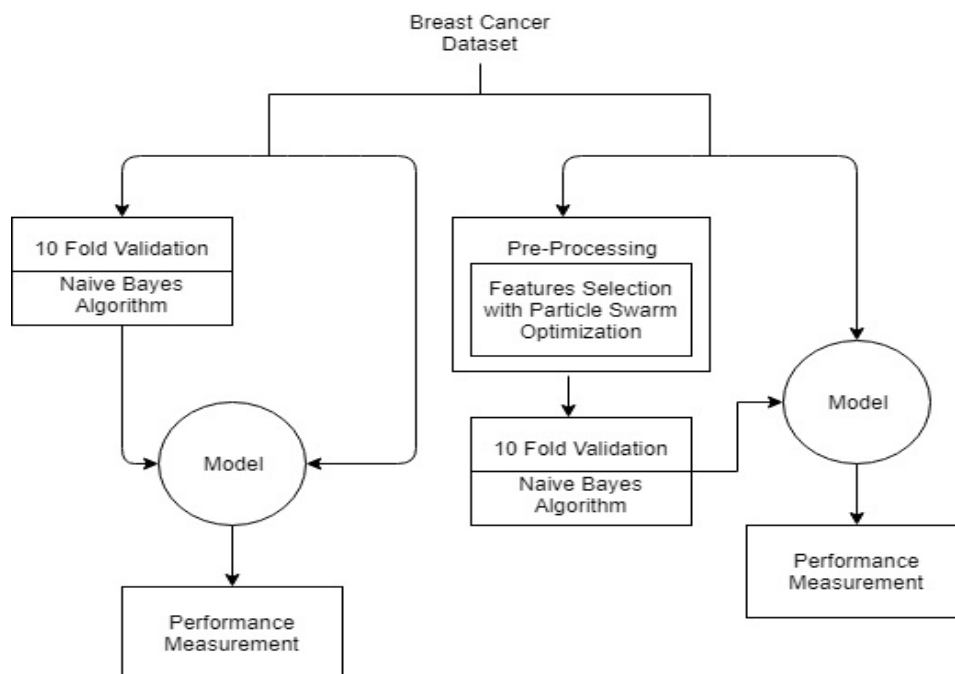 Breast Cancer
Dataset
10 Fold Validation
Naive Bayes
Algorithm
Model
Performance
Measurement
Pre-Processing
Features Selection
with Particle Swarm
Optimization
10 Fold Validation
Naive Bayes
Algorithm
Model
Performance
Measurement